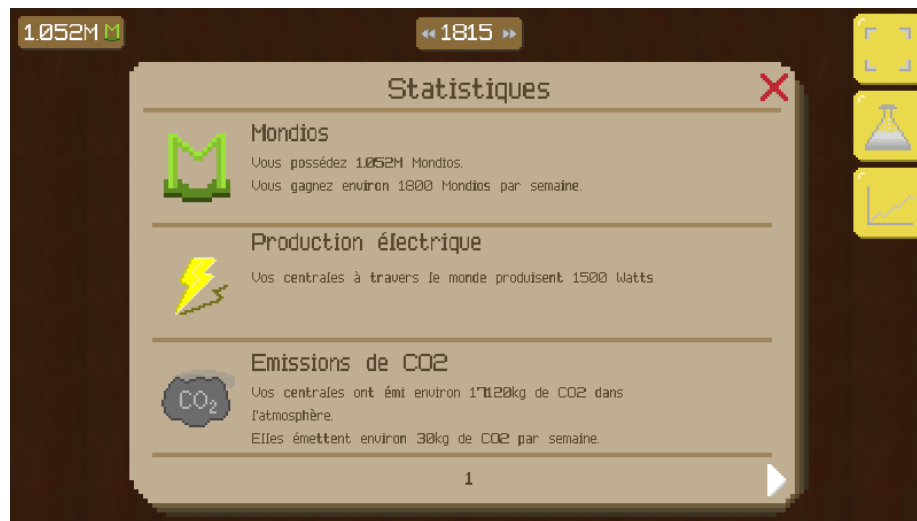 1.052M M
« 1815 »
Statistiques
Mondios
Vous possédez 1.052M Mondios.
Vous gagnez environ 1800 Mondios par semaine.
Production électrique
Vos centrales à travers le monde produisent 1500 Watts
Emissions de CO2
Vos centrales ont émi environ de CO2 dans
l'atmosphère.
Elles émettent environ 30kg de CO2 par semaine.
CO2
1